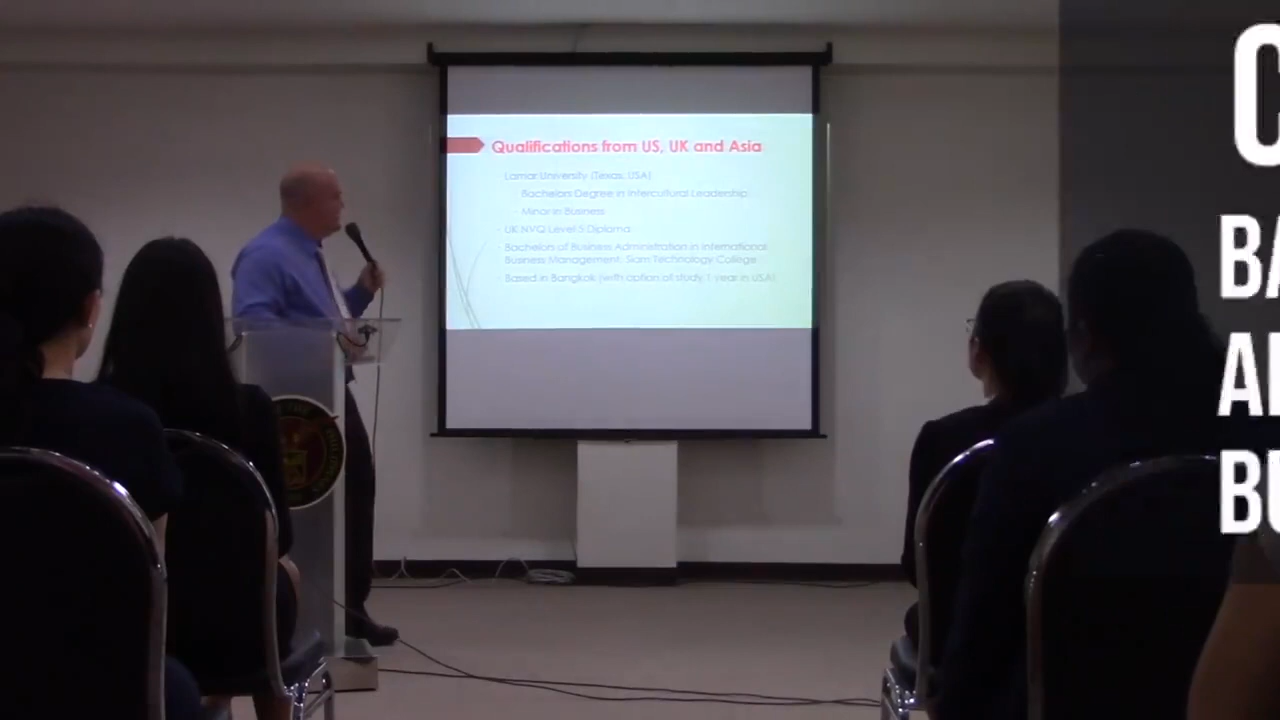 Qualifications from US, UK and Asia
Lamar University (Texas, USA)
Bachelors Degree in Intercultural Leadership
- Minor in Business
- UK NVQ Level 5 Diploma
- Bachelors of Business Administration in International
Business Management, Siam Technology College
- Based in Bangkok (with option of study 1 year in USA)
C
BA
BU